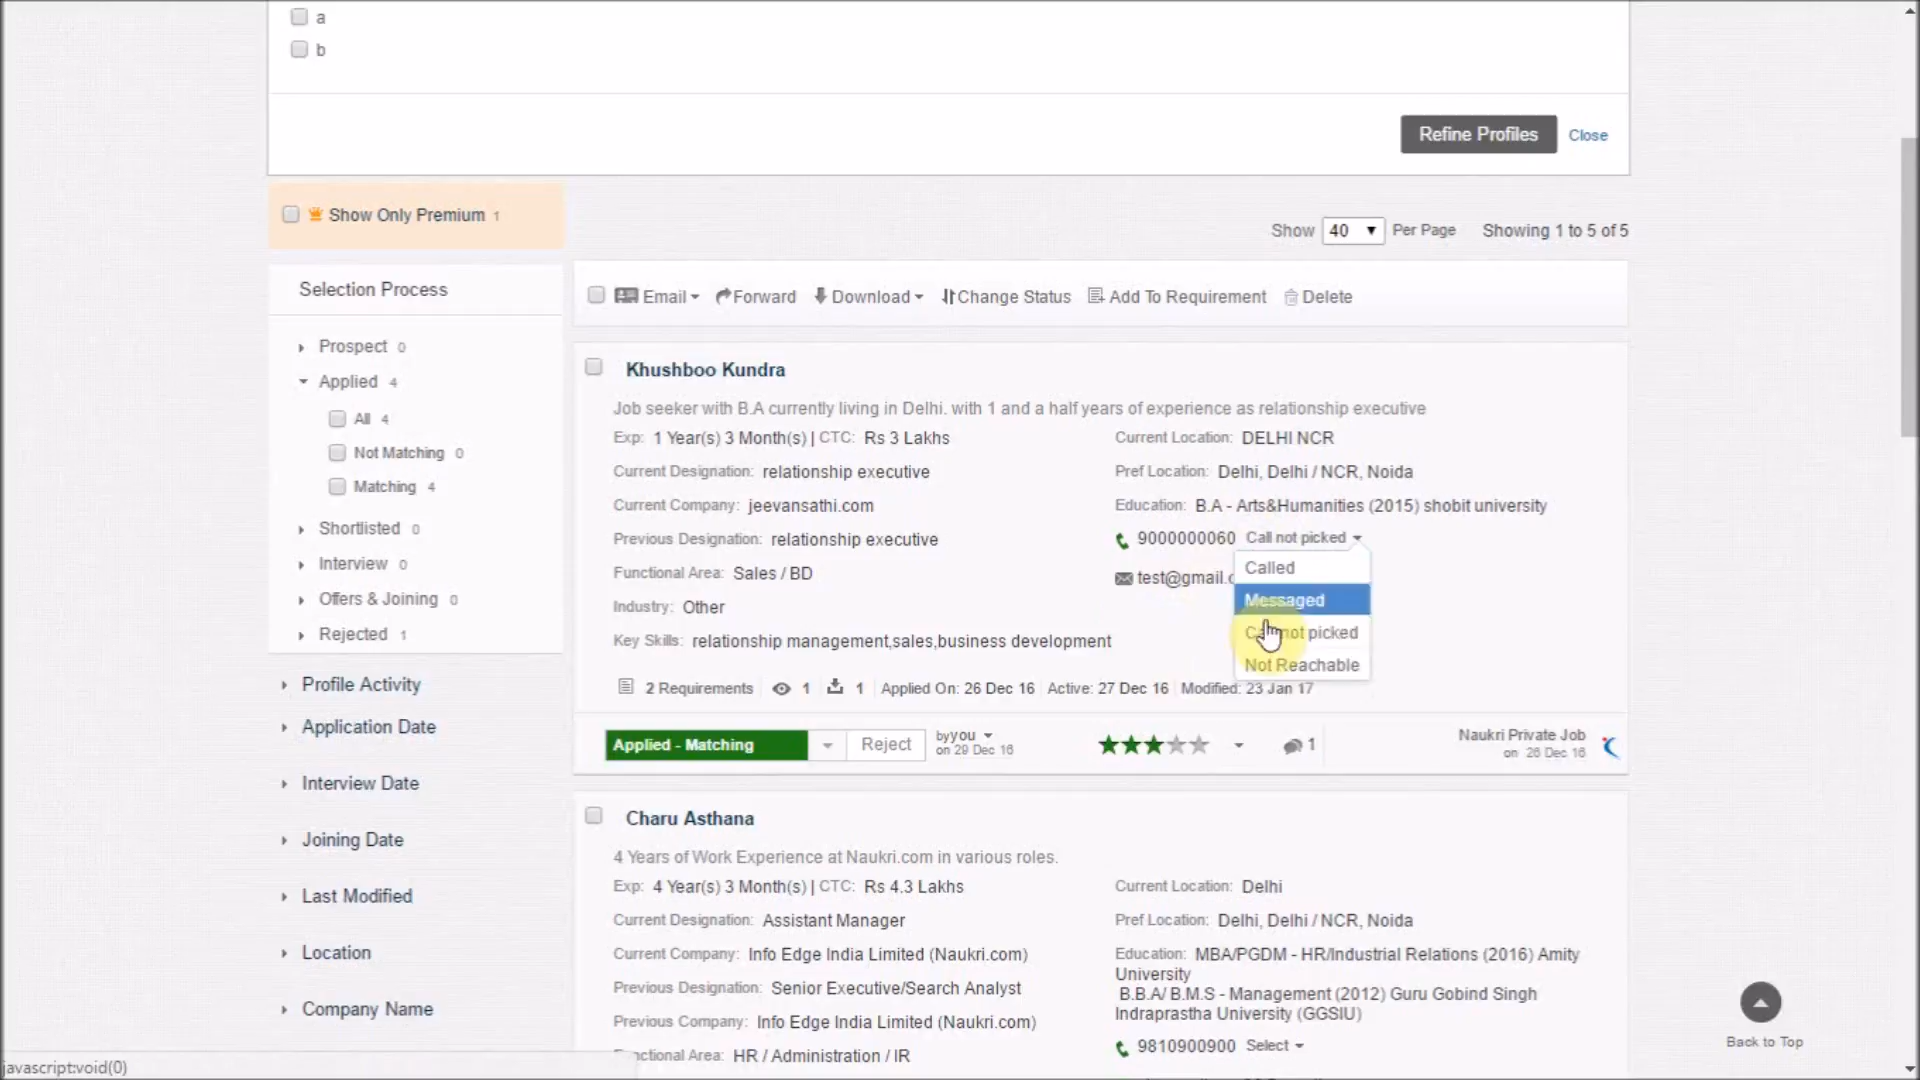 a
b
Refine Profiles Close
Show Only Premium 1
Show 40 Per Page Showing 1 to 5 of 5
Selection Process
Prospect 0
Applied 4
All 4
Not Matching 0
Matching 4
Shortlisted 0
Interview 0
Offers & Joining 0
Rejected 1
Profile Activity
Application Date
Interview Date
Joining Date
Last Modified
Location
Company Name
Email Forward Download Change Status Add To Requirement Delete
Khushboo Kundra
Job seeker with B.A currently living in Delhi. with 1 and a half years of experience as relationship executive
Exp: 1 Year(s) 3 Month(s) | CTC: Rs 3 Lakhs
Current Designation: relationship executive
Current Company: jeevansathi.com
Previous Designation: relationship executive
Functional Area: Sales / BD
Industry: Other
Key Skills: relationship management,sales,business development
Current Location: DELHI NCR
Pref Location: Delhi, Delhi / NCR, Noida
Education: B.A - Arts&Humanities (2015) shobit university
9000000060 Call not picked
test@gmail.
Called
Messaged
not picked
Not Reachable
2 Requirements 1 1 Applied On: 26 Dec 16 Active: 27 Dec 16 Modified: 23 Jan 17
Applied - Matching Reject
byyou
on 29 Dec 16
1
Naukri Private Job
on 26 Dec 16
Charu Asthana
4 Years of Work Experience at Naukri.com in various roles.
Exp: 4 Year(s) 3 Month(s) | CTC: Rs 4.3 Lakhs
Current Designation: Assistant Manager
Current Company: Info Edge India Limited (Naukri.com)
Previous Designation: Senior Executive/Search Analyst
Previous Company: Info Edge India Limited (Naukri.com)
Functional Area: HR / Administration / IR
Current Location: Delhi
Pref Location: Delhi, Delhi / NCR, Noida
Education: MBA/PGDM - HR/Industrial Relations (2016) Amity
University
B.B.A/ B.M.S - Management (2012) Guru Gobind Singh
Indraprastha University (GGSIU)
9810900900 Select
Back to Top
javascript:void(0)